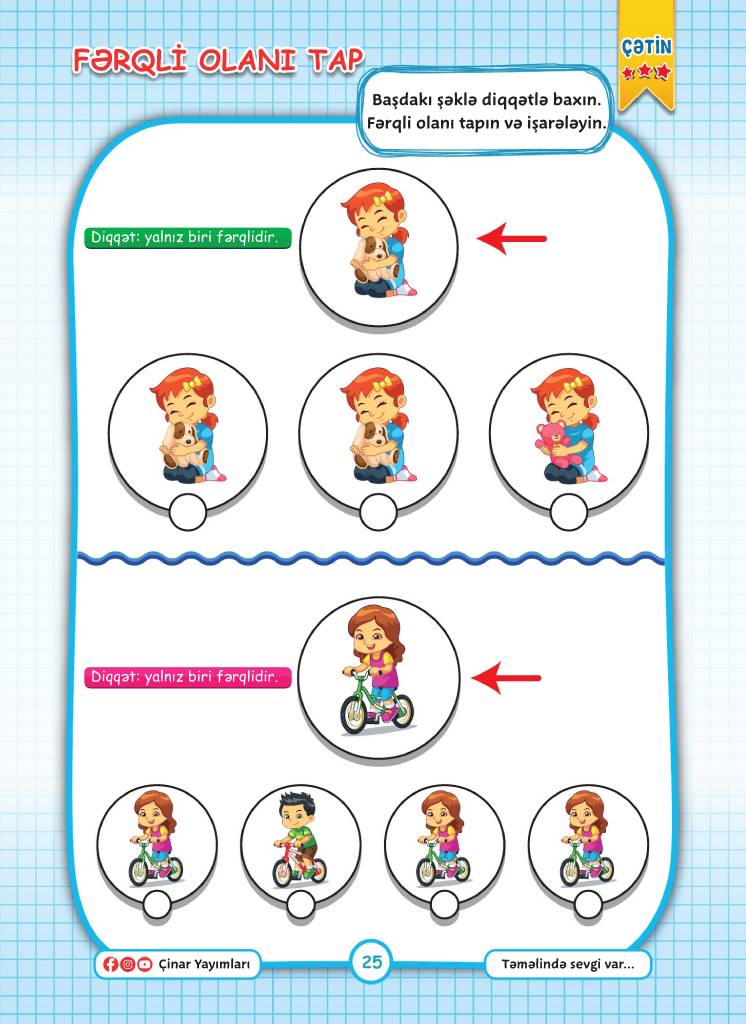 FƏRQLİ OLANI TAP
ÇƏTİN
Başdakı şəklə diqqətlə baxın.
Fərqli olanı tapın və işarələyin.
Diqqət: yalnız biri fərqlidir.
Diqqət: yalnız biri fərqlidir.
Çinar Yayımları
25
Təməlində sevgi var...